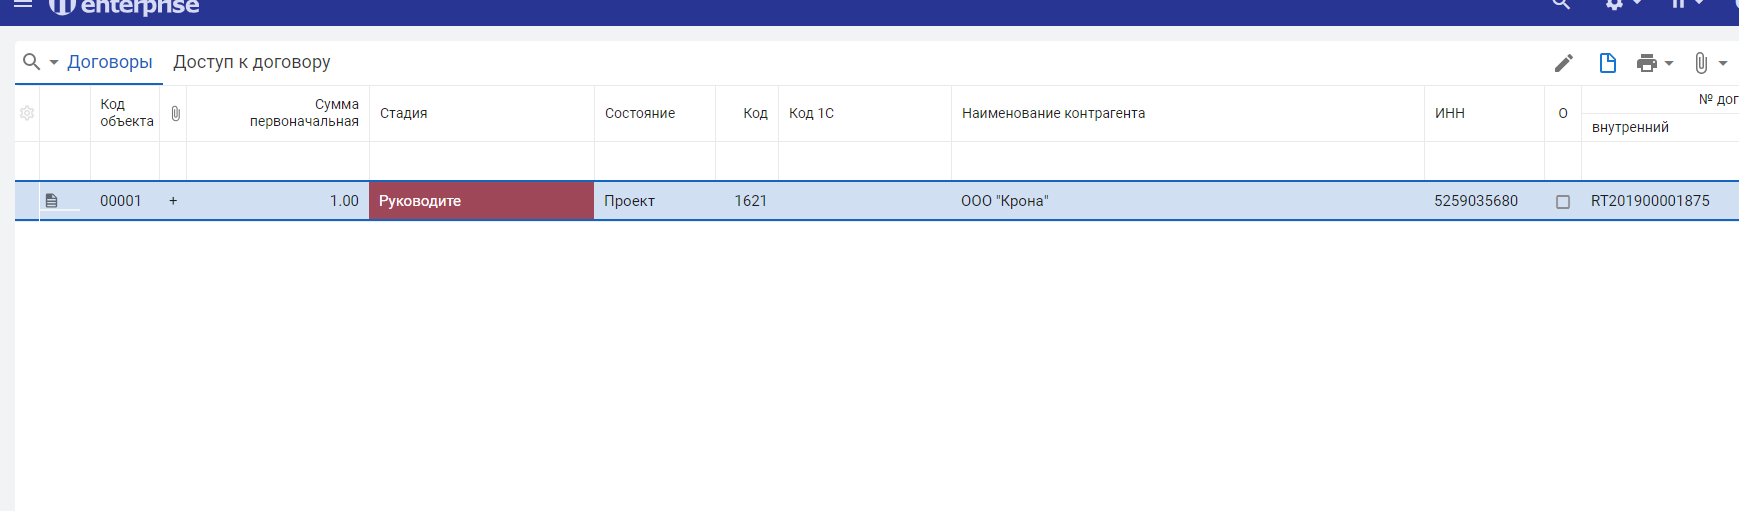 enterprise
Договоры Доступ к договору
Код объекта
Сумма первоначальная
Стадия
Состояние
Код
Код 1С
Наименование контрагента
ИНН
О
№ дог
внутренний
00001 + 1.00 Руководите Проект 1621 ООО "Крона" 5259035680 RT201900001875